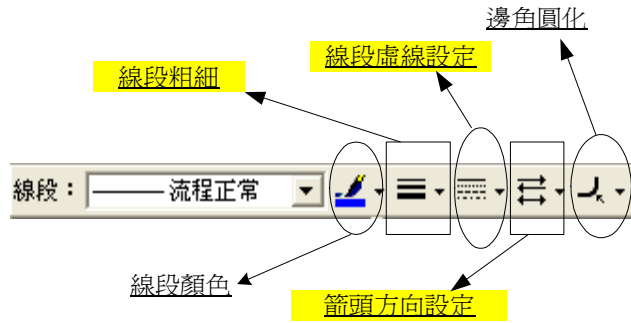 邊角圓化
線段虛線設定
線段粗細
線段： 流程正常
線段顏色
箭頭方向設定